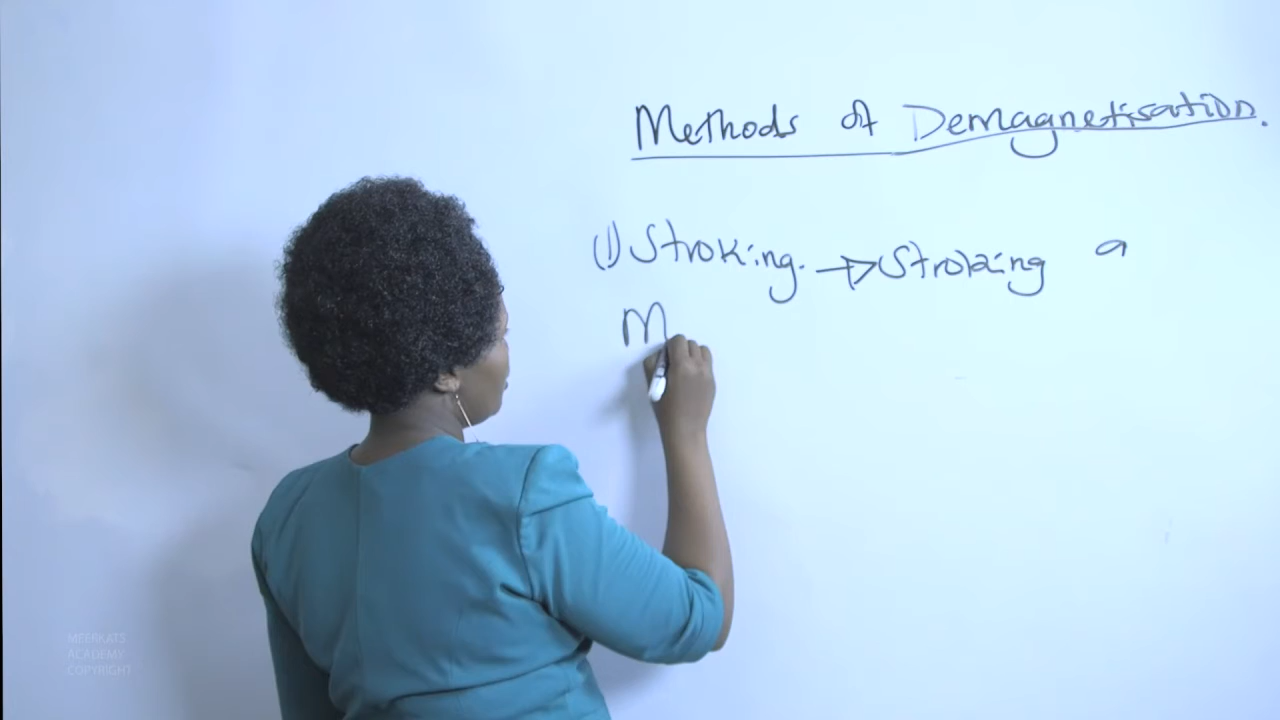 Methods of Demagnetisation.
(1) Stroking. → Stroking a
M
MEERKATS
ACADEMY
COPYRIGHT